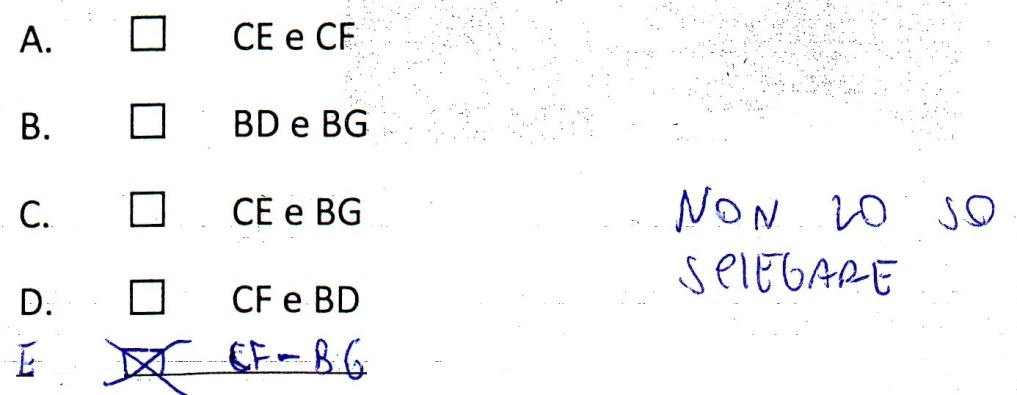 A. CE e CF
B. BD e BG
C. CE e BG
D. CF e BD
E CF - BG
NON LO SO
SPIEGARE